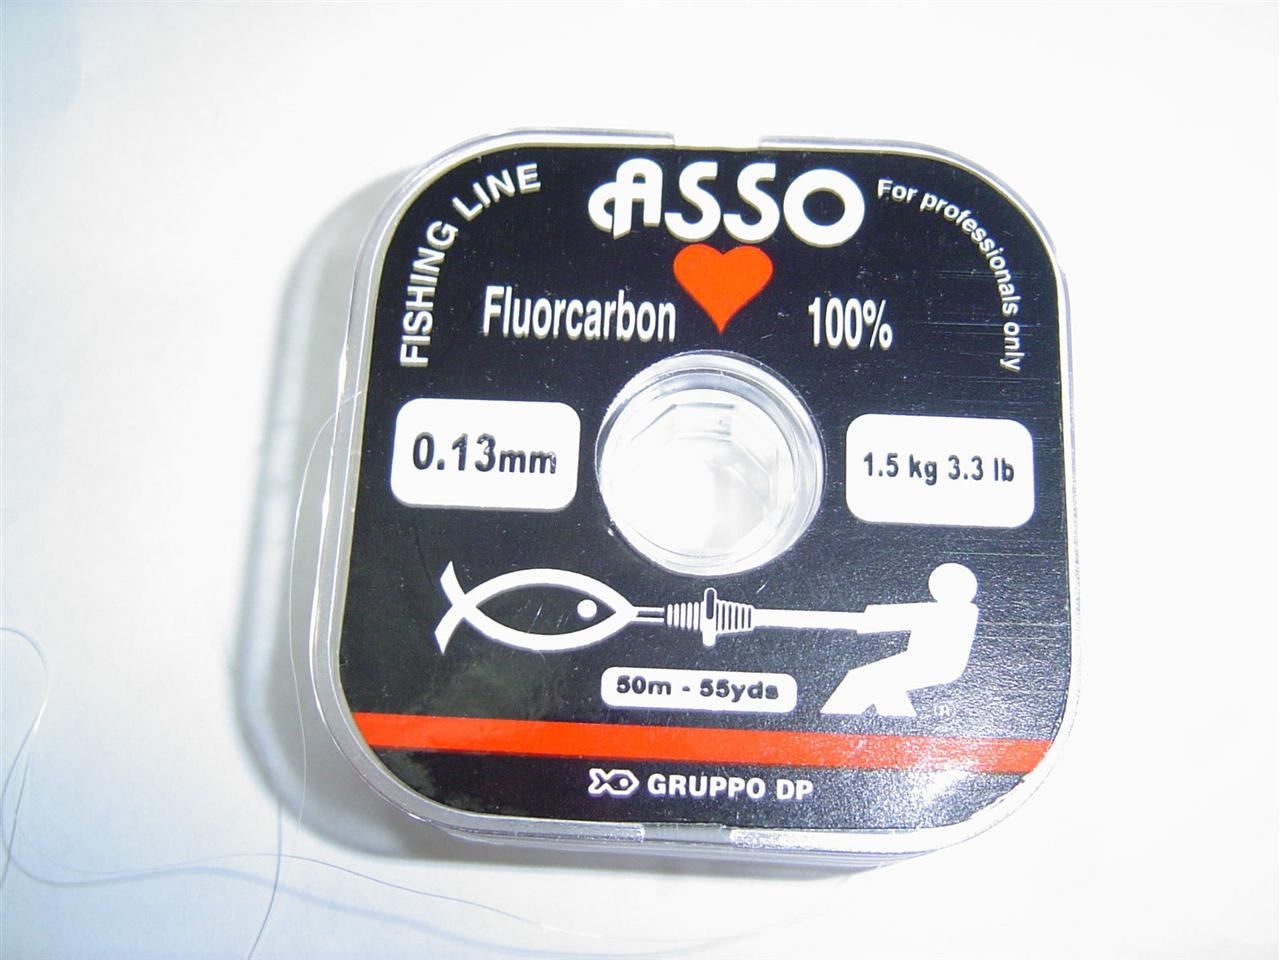 FISHING LINE
ASSO
For professionals only
Fluorcarbon 100%
0.13mm
1.5 kg 3.3 lb
50m - 55yds
®
GRUPPO DP